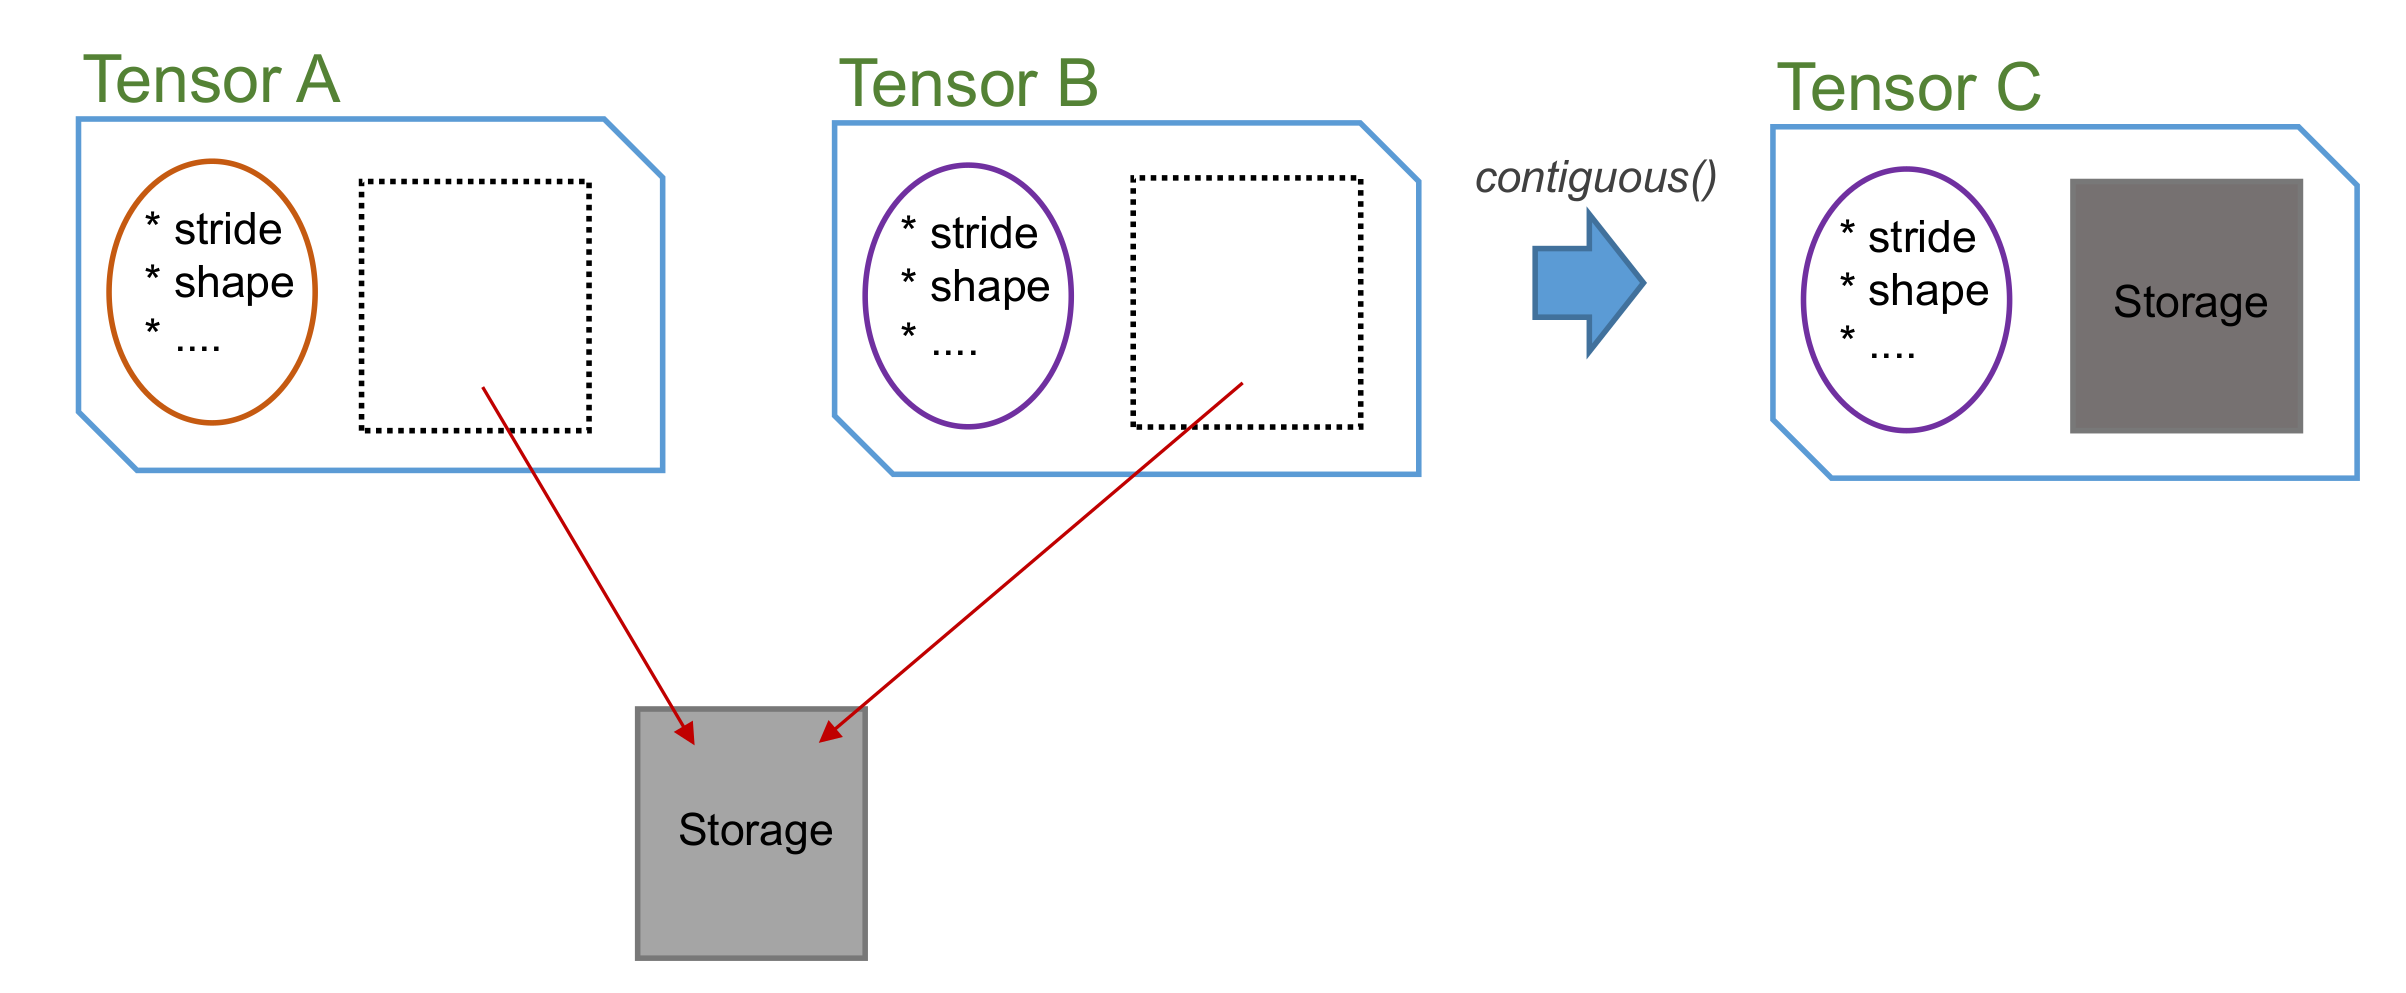 Tensor A
* stride
* shape
* ....
Tensor B
* stride
* shape
* ....
contiguous()
Tensor C
* stride
* shape
* ....
Storage
Storage